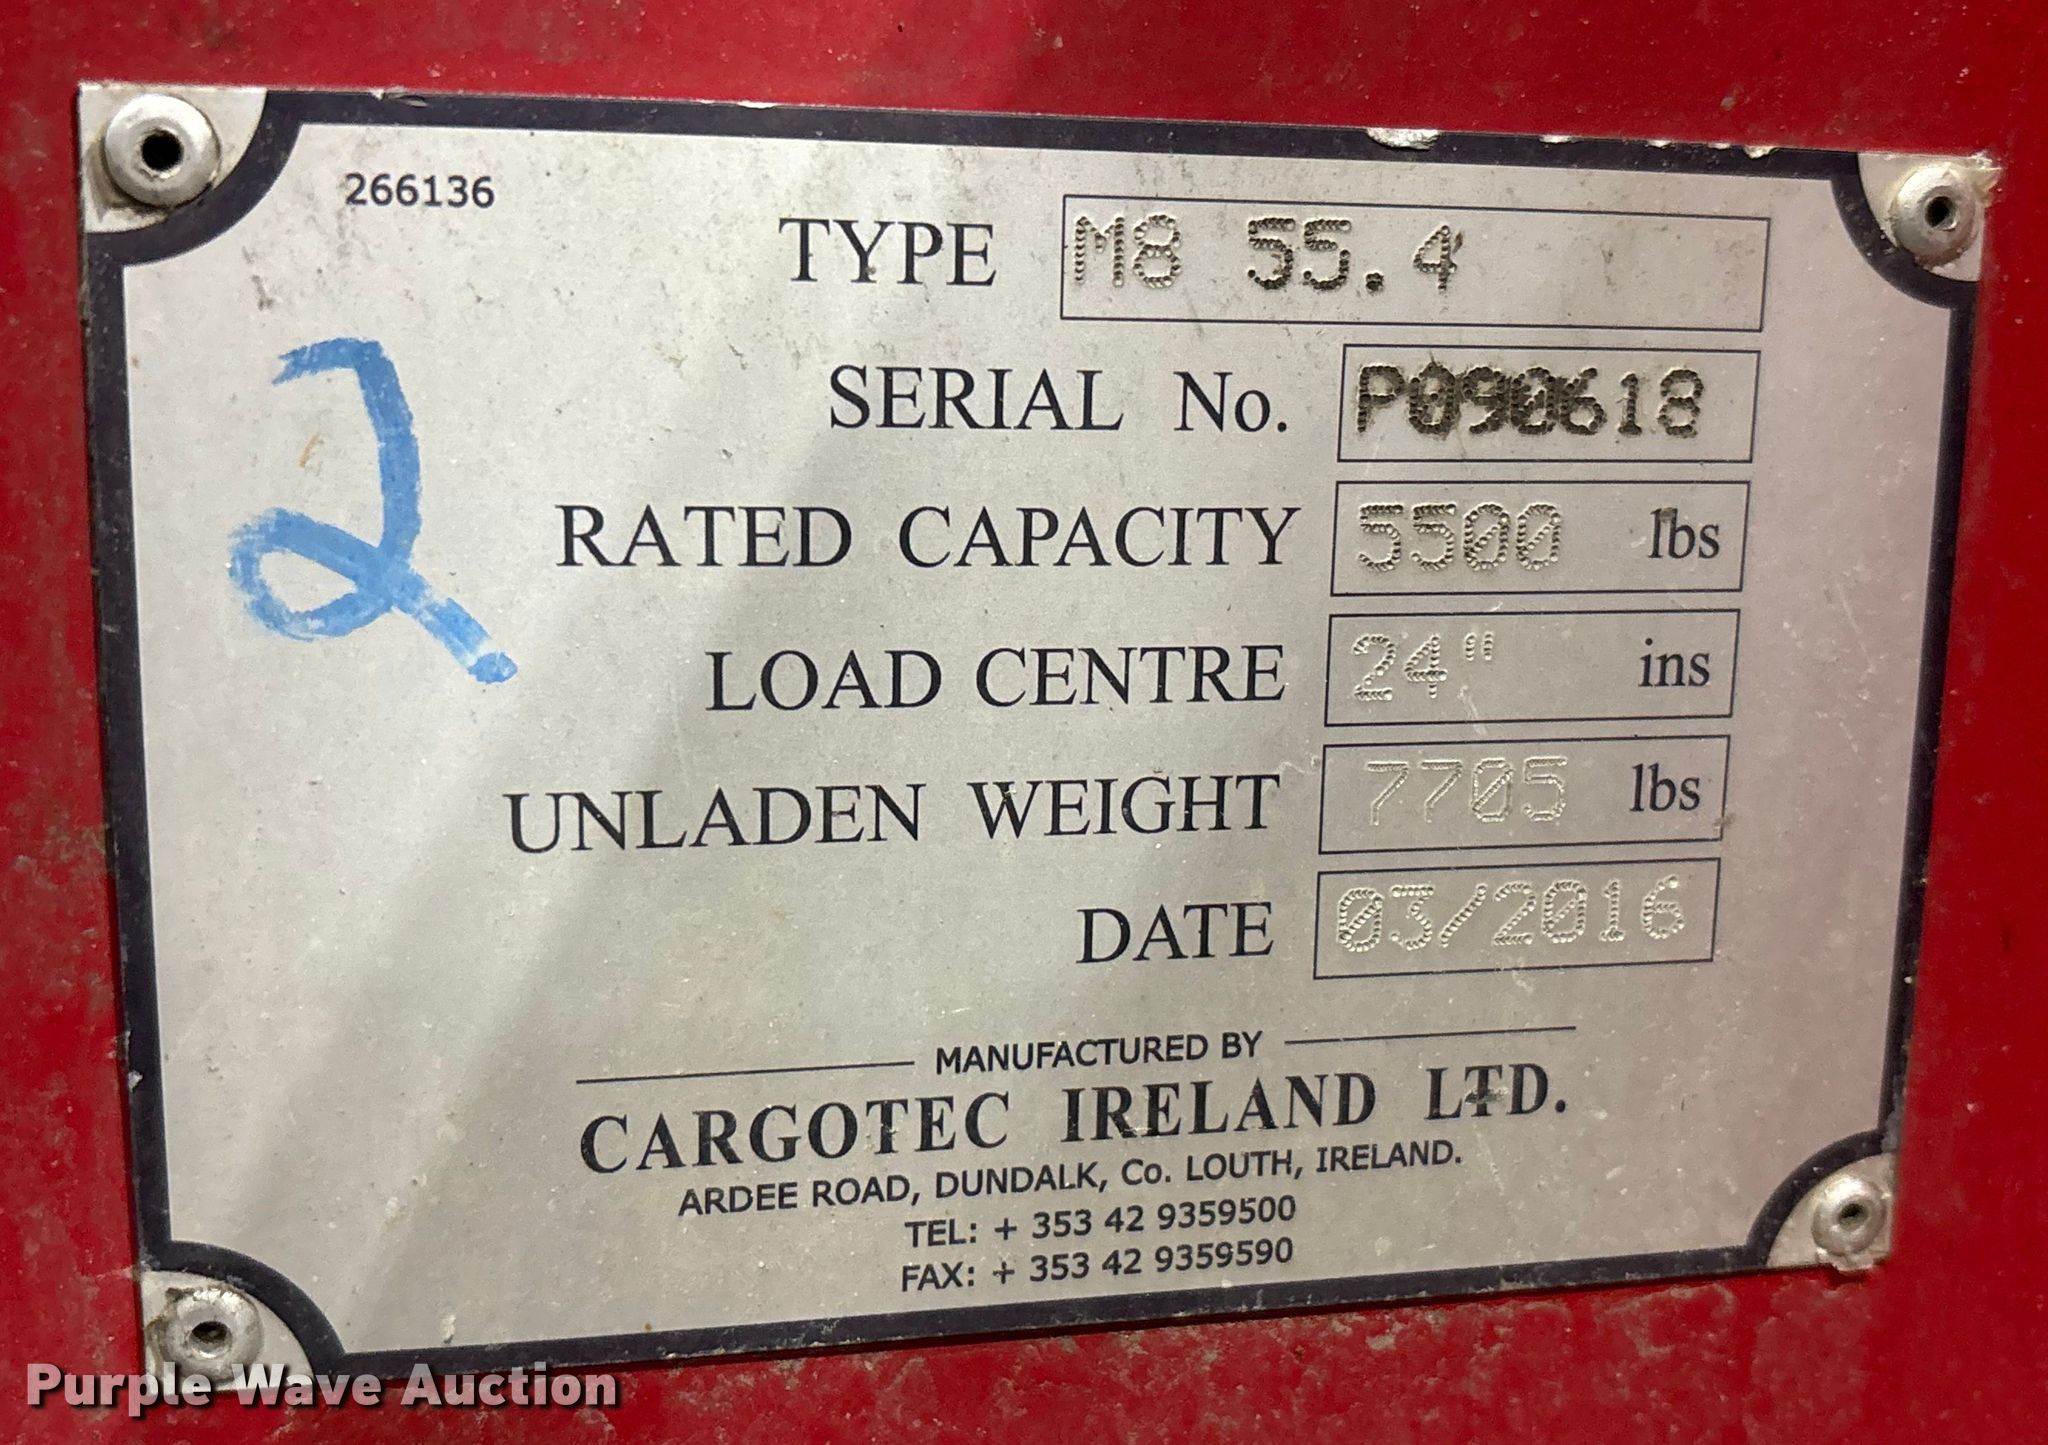 266136
TYPE M8 55.4
SERIAL No. P090618
2
RATED CAPACITY 5500 lbs
LOAD CENTRE 24" ins
UNLADEN WEIGHT 7705 lbs
DATE 03/2016
MANUFACTURED BY
CARGOTEC IRELAND LTD.
ARDEE ROAD, DUNDALK, Co. LOUTH, IRELAND.
TEL: + 353 42 9359500
FAX: + 353 42 9359590
Purple Wave Auction